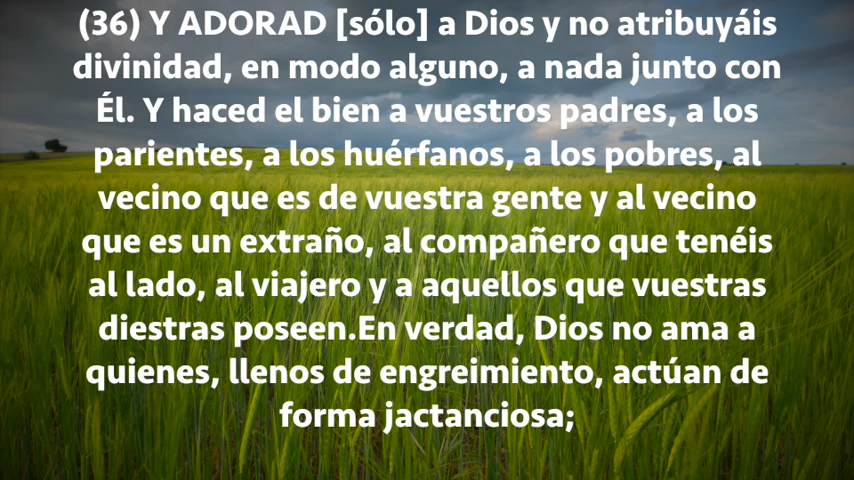 (36) Y ADORAD [sólo] a Dios y no atribuyáis
divinidad, en modo alguno, a nada junto con
Él. Y haced el bien a vuestros padres, a los
parientes, a los huérfanos, a los pobres, al
vecino que es de vuestra gente y al vecino
que es un extraño, al compañero que tenéis
al lado, al viajero y a aquellos que vuestras
diestras poseen.En verdad, Dios no ama a
quienes, llenos de engreimiento, actúan de
forma jactanciosa;